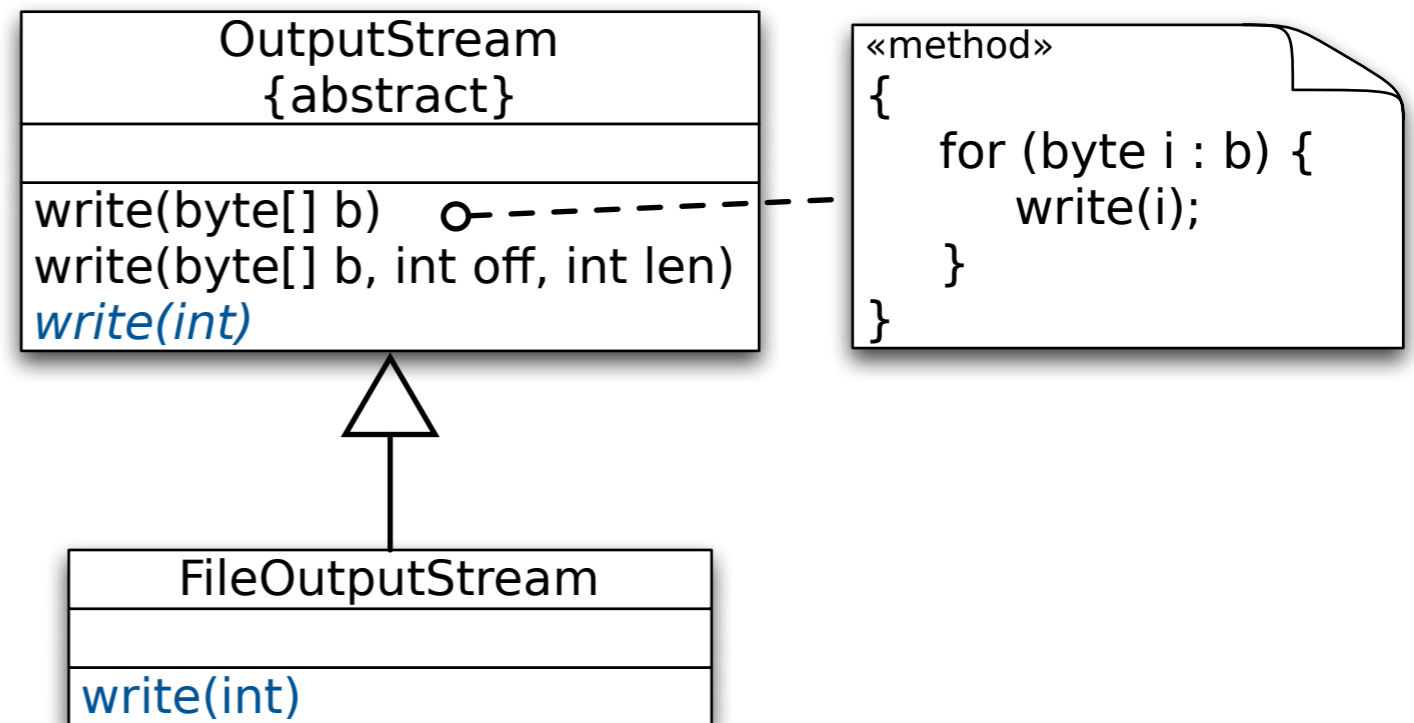 OutputStream
{abstract}
write(byte[] b)
write(byte[] b, int off, int len)
write(int)
«method»
{
for (byte i : b) {
write(i);
}
}
FileOutputStream
write(int)